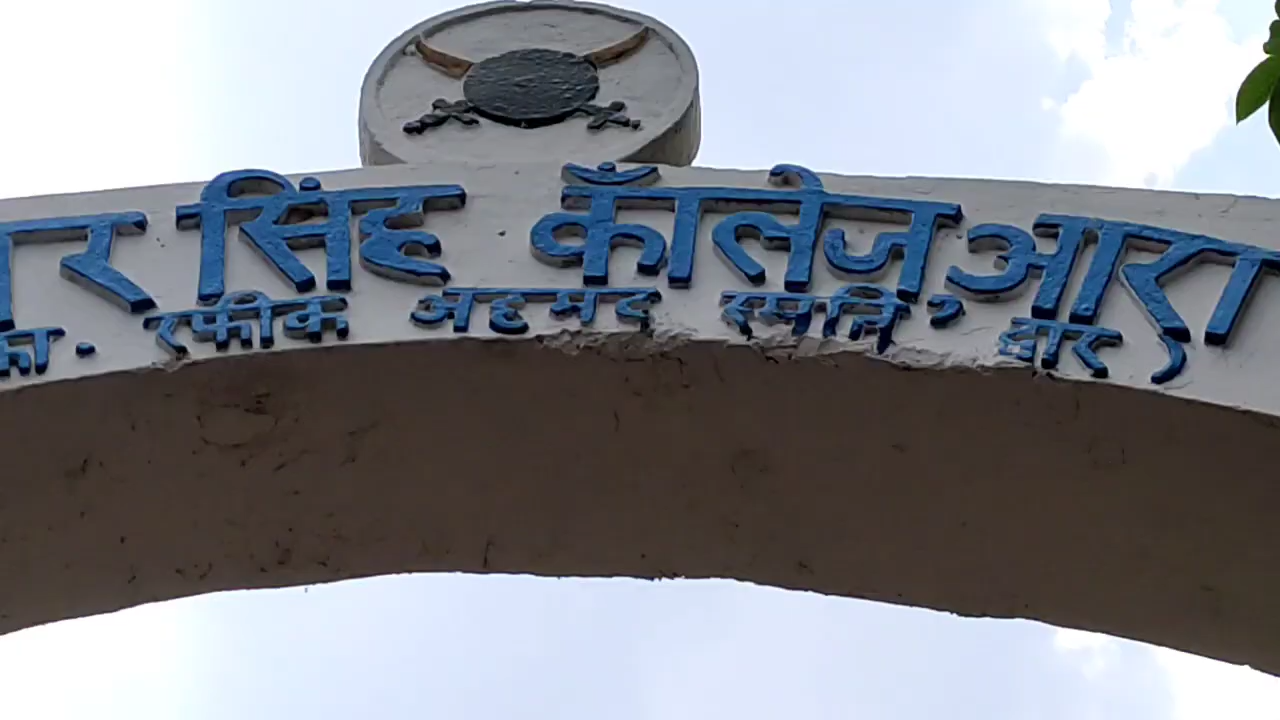 सिंह कॉलेज आरा
रफीक अहमद स्मृति द्वार